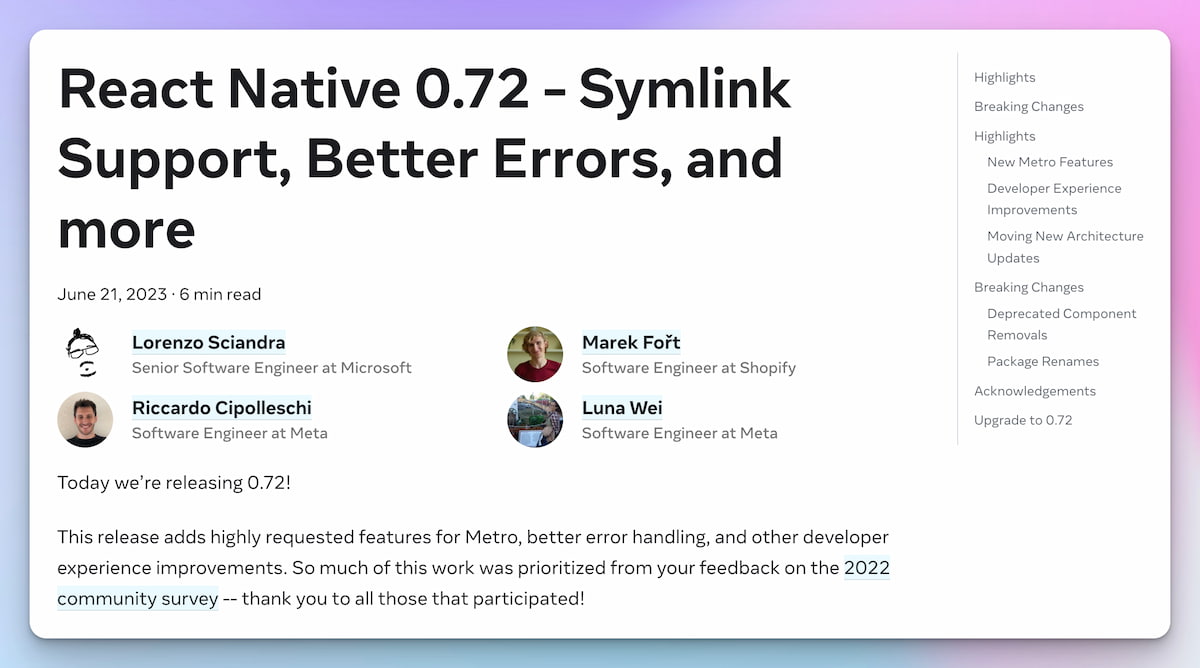 React Native 0.72 - Symlink
Support, Better Errors, and
more
June 21, 2023 · 6 min read
Lorenzo Sciandra
Senior Software Engineer at Microsoft
Marek Fořt
Software Engineer at Shopify
Riccardo Cipolleschi
Software Engineer at Meta
Luna Wei
Software Engineer at Meta
Today we’re releasing 0.72!
This release adds highly requested features for Metro, better error handling, and other developer
experience improvements. So much of this work was prioritized from your feedback on the 2022
community survey -- thank you to all those that participated!
Highlights
Breaking Changes
Highlights
New Metro Features
Developer Experience
Improvements
Moving New Architecture
Updates
Breaking Changes
Deprecated Component
Removals
Package Renames
Acknowledgements
Upgrade to 0.72